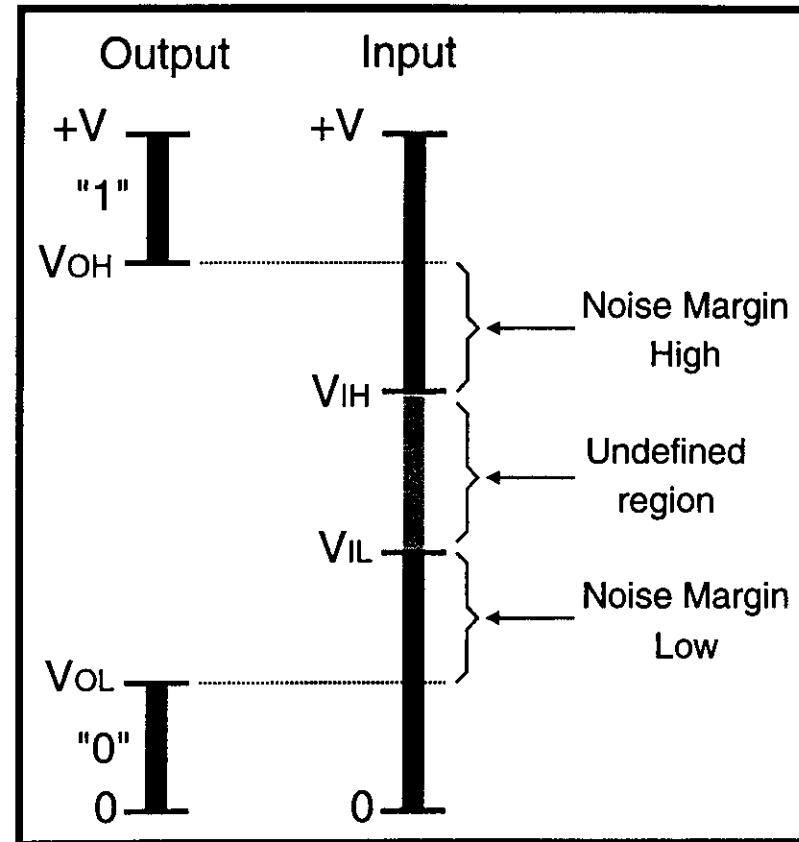 Output Input
+V +V
"1"
VOH
Noise Margin
High
VIH
Undefined
region
VIL
Noise Margin
Low
VOL
"0"
0 0